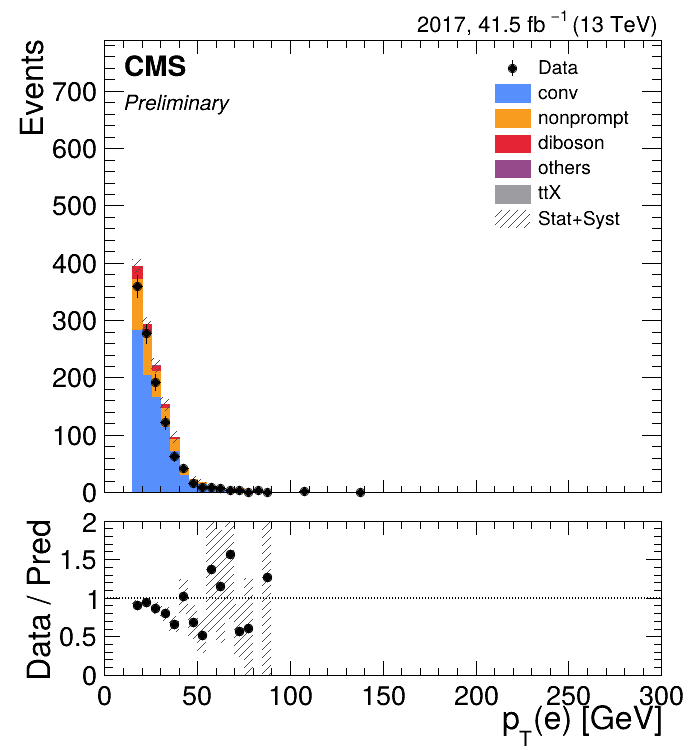 2017, 41.5 fb⁻¹ (13 TeV)
CMS
Preliminary
Data
conv
nonprompt
diboson
others
ttX
Stat+Syst
Events
700
600
500
400
300
200
100
0
Data / Pred
2
1.5
1
0.5
0
0 50 100 150 200 250 300
p_T(e) [GeV]